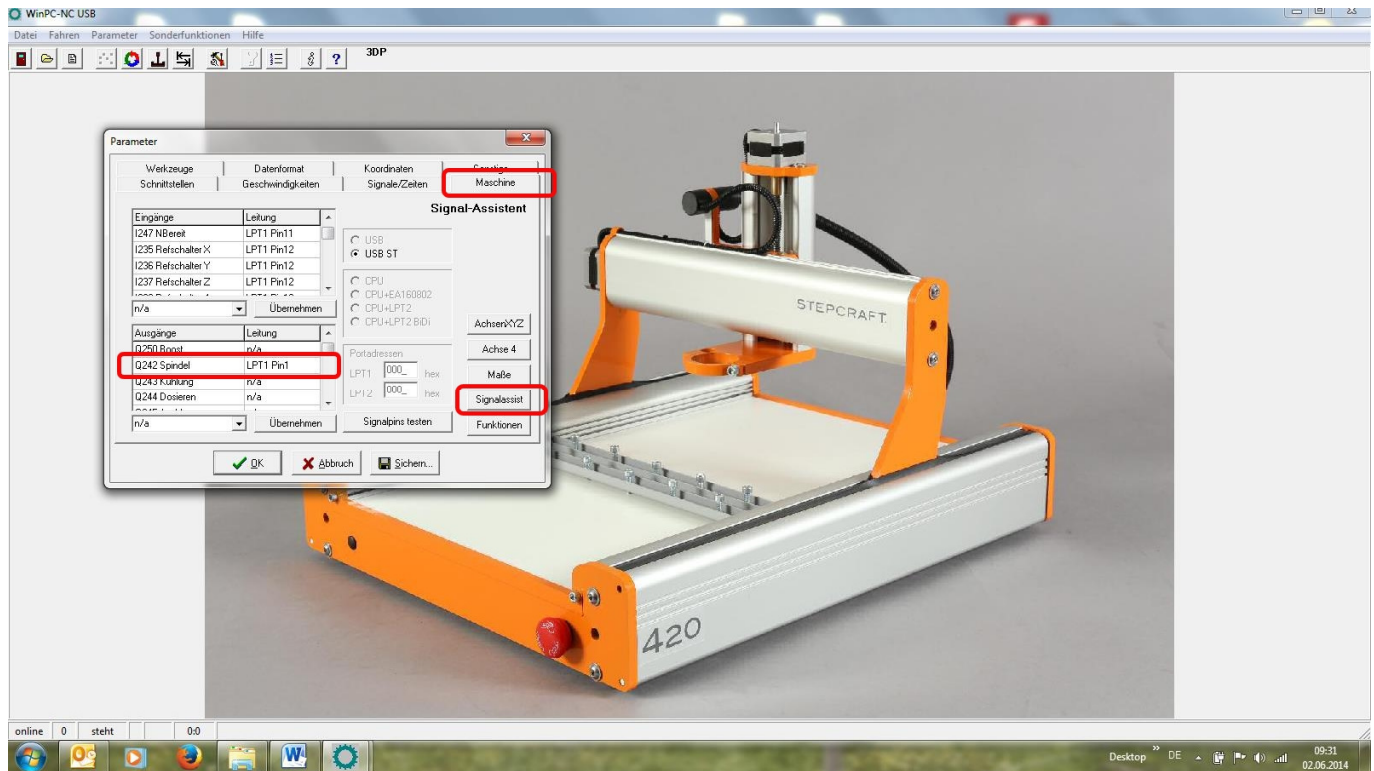 WinPC-NC USB
Datei Fahren Parameter Sonderfunktionen Hilfe
3DP
Parameter
Werkzeuge Datenformat Koordinaten
Schnittstellen Geschwindigkeiten Signale/Zeiten Maschine
Signal-Assistent
Eingänge Leitung
I247 NBereit LPT1 Pin11
I235 Refschalter X LPT1 Pin12
I236 Refschalter Y LPT1 Pin12
I237 Refschalter Z LPT1 Pin12
n/a Übernehmen
USB
USB ST
CPU
CPU+EA160802
CPU+LPT2
CPU+LPT2 BiDi
Ausgänge Leitung
Q250 Boost n/a
Q242 Spindel LPT1 Pin1
Q243 Kühlung n/a
Q244 Dosieren n/a
n/a Übernehmen
Portadressen
LPT1 000_ hex
LPT2 000_ hex
Signalpins testen
AchsenXYZ
Achse 4
Maße
Signalassist
Funktionen
OK Abbruch Sichern...
STEPCRAFT
420
online 0 steht 0:0
Desktop DE 09:31
02.06.2014